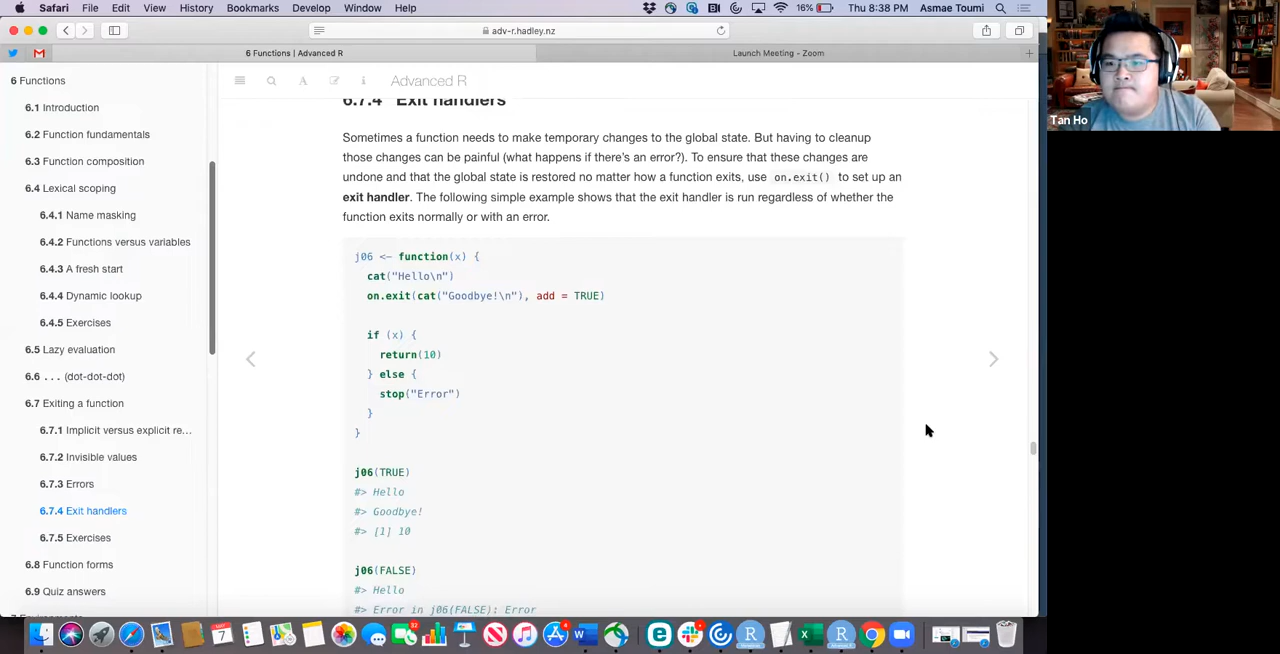 Safari File Edit View History Bookmarks Develop Window Help 16% Thu 8:38 PM Asmae Toumi
adv-r.hadley.nz
6 Functions | Advanced R Launch Meeting - Zoom
Advanced R
6 Functions
6.1 Introduction
6.2 Function fundamentals
6.3 Function composition
6.4 Lexical scoping
6.4.1 Name masking
6.4.2 Functions versus variables
6.4.3 A fresh start
6.4.4 Dynamic lookup
6.4.5 Exercises
6.5 Lazy evaluation
6.6 ... (dot-dot-dot)
6.7 Exiting a function
6.7.1 Implicit versus explicit re...
6.7.2 Invisible values
6.7.3 Errors
6.7.4 Exit handlers
6.7.5 Exercises
6.8 Function forms
6.9 Quiz answers
6.7.4 Exit handlers
Sometimes a function needs to make temporary changes to the global state. But having to cleanup
those changes can be painful (what happens if there's an error?). To ensure that these changes are
undone and that the global state is restored no matter how a function exits, use on.exit() to set up an
exit handler. The following simple example shows that the exit handler is run regardless of whether the
function exits normally or with an error.
j06 <- function(x) {
cat("Hello\n")
on.exit(cat("Goodbye!\n"), add = TRUE)
if (x) {
return(10)
} else {
stop("Error")
}
}
j06(TRUE)
#> Hello
#> Goodbye!
#> [1] 10
j06(FALSE)
#> Hello
#> Error in j06(FALSE): Error
Tan Ho